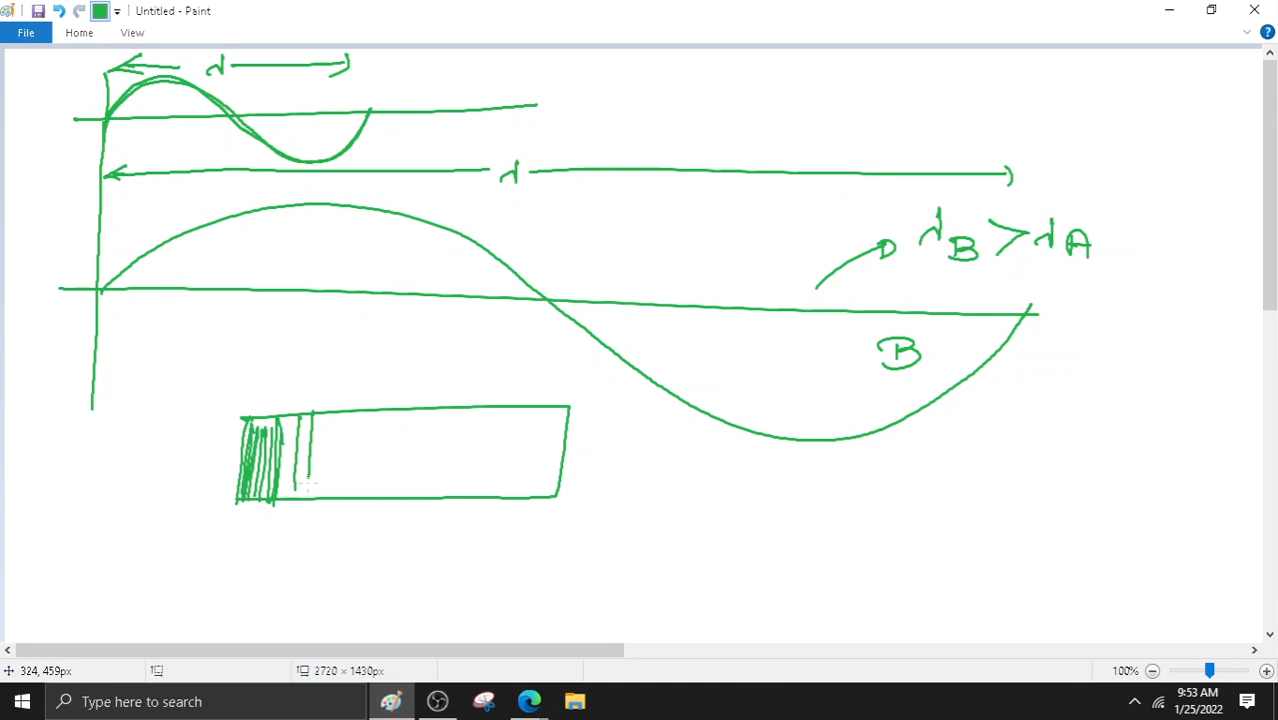 Untitled - Paint
File Home View
λ
λ
λB > λA
B
324, 459px
2720 × 1430px
100%
Type here to search
9:53 AM
1/25/2022